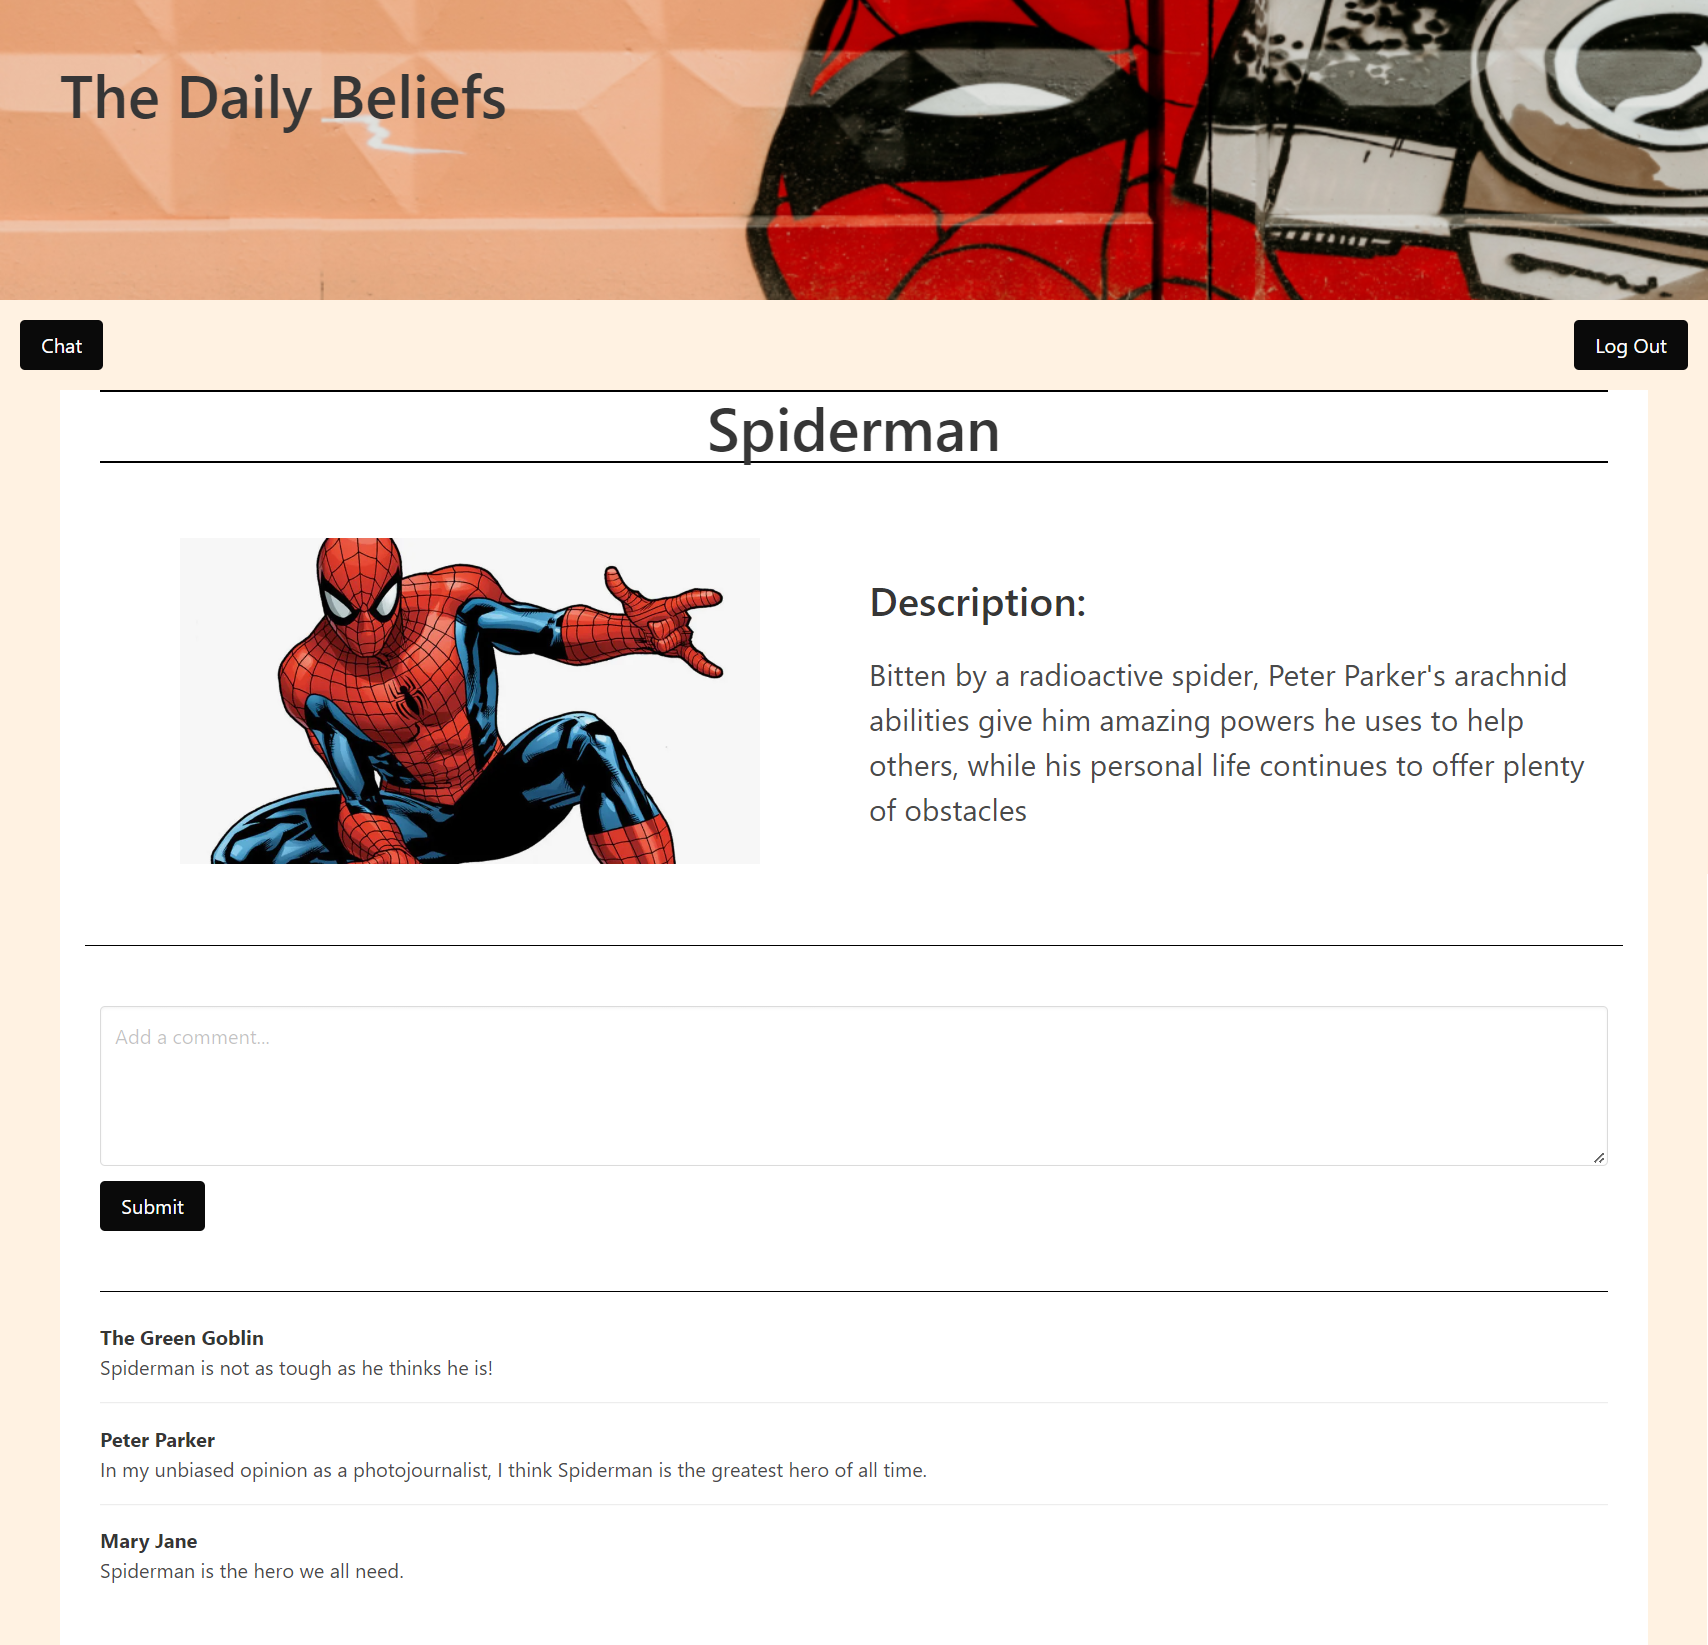 The Daily Beliefs
Chat
Log Out
Spiderman
Description:
Bitten by a radioactive spider, Peter Parker's arachnid
abilities give him amazing powers he uses to help
others, while his personal life continues to offer plenty
of obstacles
Add a comment...
Submit
The Green Goblin
Spiderman is not as tough as he thinks he is!
Peter Parker
In my unbiased opinion as a photojournalist, I think Spiderman is the greatest hero of all time.
Mary Jane
Spiderman is the hero we all need.